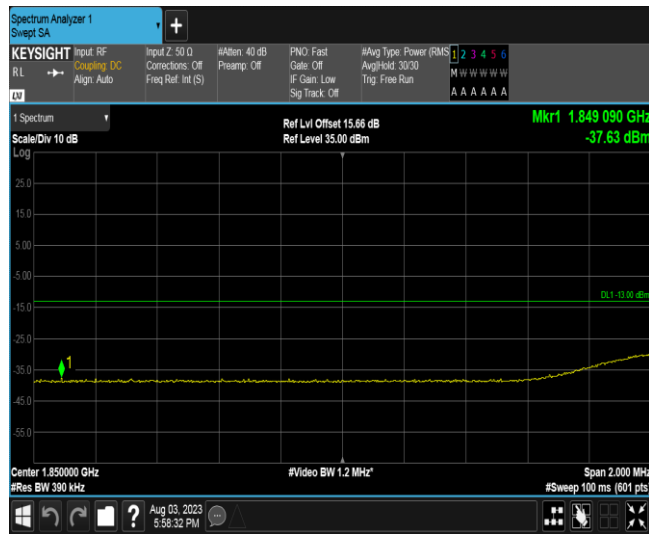 Spectrum Analyzer 1
Swept SA
+
KEYSIGHT
RL
LXI
Input: RF
Coupling: DC
Align: Auto
Input Z: 50 Ω
Corrections: Off
Freq Ref: Int (S)
#Atten: 40 dB
Preamp: Off
PNO: Fast
Gate: Off
IF Gain: Low
Sig Track: Off
#Avg Type: Power (RMS
Avg|Hold: 30/30
Trig: Free Run
1 2 3 4 5 6
M W W W W W
A A A A A A
1 Spectrum
Scale/Div 10 dB
Log
Ref Lvl Offset 15.66 dB
Ref Level 35.00 dBm
Mkr1 1.849 090 GHz
-37.63 dBm
25.0
15.0
5.00
-5.00
DL1 -13.00 dBm
-15.0
-25.0
1
-35.0
-45.0
-55.0
Center 1.850000 GHz
#Video BW 1.2 MHz*
Span 2.000 MHz
#Res BW 390 kHz
#Sweep 100 ms (601 pts
?
Aug 03, 2023
5:58:32 PM